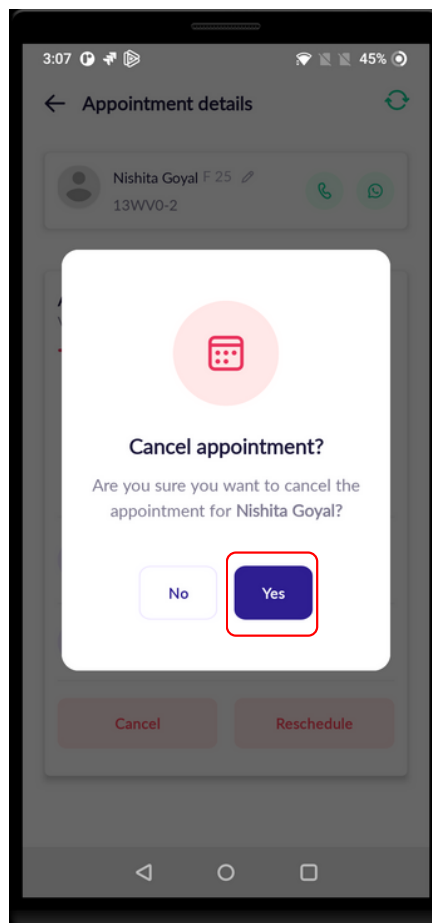 3:07
45%
Appointment details
Nishita Goyal F 25
13WV0-2
Cancel appointment?
Are you sure you want to cancel the
appointment for Nishita Goyal?
No
Yes
Cancel
Reschedule